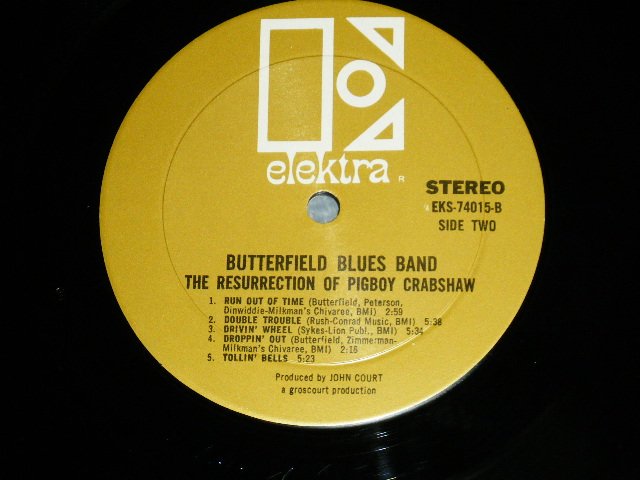 elektra
R
STEREO
EKS-74015-B
SIDE TWO
BUTTERFIELD BLUES BAND
THE RESURRECTION OF PIGBOY CRABSHAW
1. RUN OUT OF TIME (Butterfield, Peterson,
Dinwiddie-Milkman's Chivaree, BMI) 2:59
2. DOUBLE TROUBLE (Rush-Conrad Music, BMI) 5:38
3. DRIVIN' WHEEL (Sykes-Lion Publ., BMI) 5:34
4. DROPPIN' OUT (Butterfield, Zimmerman-
Milkman's Chivaree, BMI) 2:16
5. TOLLIN' BELLS 5:23
Produced by JOHN COURT
a groscourt production